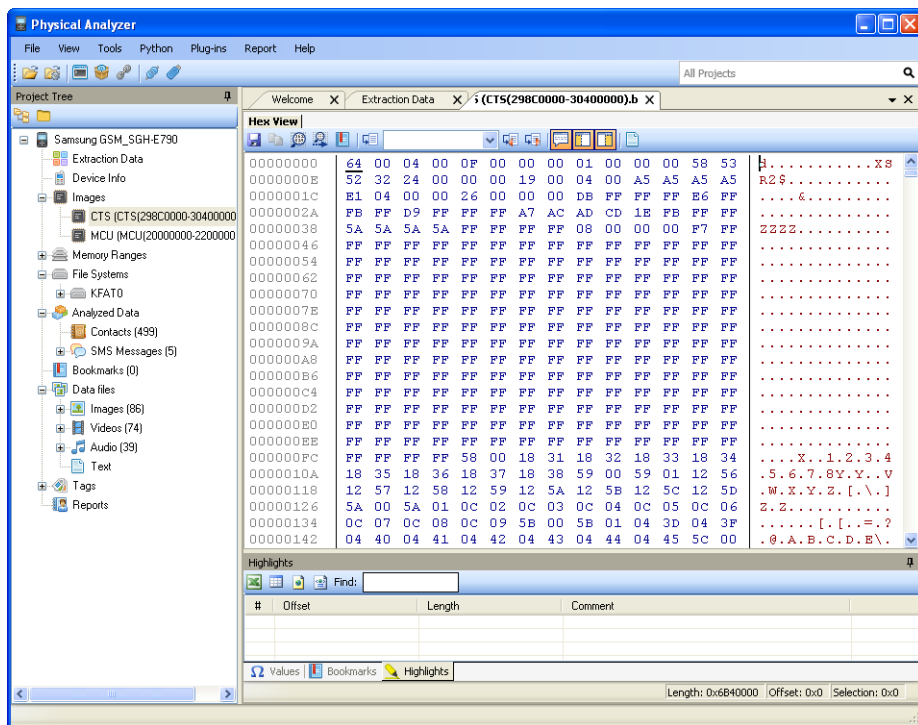 Physical Analyzer
File View Tools Python Plug-ins Report Help
All Projects
Project Tree
Welcome X Extraction Data X ; (CTS(298C0000-30400000).b X
Hex View
Samsung GSM_SGH-E790
Extraction Data
Device Info
Images
CTS (CTS(298C0000-30400000
MCU (MCU(20000000-2200000
Memory Ranges
File Systems
KFAT0
Analyzed Data
Contacts (499)
SMS Messages (5)
Bookmarks (0)
Data files
Images (86)
Videos (74)
Audio (39)
Text
Tags
Reports
00000000 64 00 04 00 0F 00 00 00 01 00 00 00 58 53 d...........XS
0000000E 52 32 24 00 00 00 19 00 04 00 A5 A5 A5 A5 R2$...........
0000001C E1 04 00 00 26 00 00 00 DB FF FF FF E6 FF ....&.........
0000002A FB FF D9 FF FF FF A7 AC AD CD 1E FB FF FF ..............
00000038 5A 5A 5A 5A FF FF FF FF 08 00 00 00 F7 FF ZZZZ..........
00000046 FF FF FF FF FF FF FF FF FF FF FF FF FF FF ..............
00000054 FF FF FF FF FF FF FF FF FF FF FF FF FF FF ..............
00000062 FF FF FF FF FF FF FF FF FF FF FF FF FF FF ..............
00000070 FF FF FF FF FF FF FF FF FF FF FF FF FF FF ..............
0000007E FF FF FF FF FF FF FF FF FF FF FF FF FF FF ..............
0000008C FF FF FF FF FF FF FF FF FF FF FF FF FF FF ..............
0000009A FF FF FF FF FF FF FF FF FF FF FF FF FF FF ..............
000000A8 FF FF FF FF FF FF FF FF FF FF FF FF FF FF ..............
000000B6 FF FF FF FF FF FF FF FF FF FF FF FF FF FF ..............
000000C4 FF FF FF FF FF FF FF FF FF FF FF FF FF FF ..............
000000D2 FF FF FF FF FF FF FF FF FF FF FF FF FF FF ..............
000000E0 FF FF FF FF FF FF FF FF FF FF FF FF FF FF ..............
000000EE FF FF FF FF FF FF FF FF FF FF FF FF FF FF ..............
000000FC FF FF FF FF 58 00 18 31 18 32 18 33 18 34 ....X..1.2.3.4
0000010A 18 35 18 36 18 37 18 38 59 00 59 01 12 56 .5.6.7.8Y.Y..V
00000118 12 57 12 58 12 59 12 5A 12 5B 12 5C 12 5D .W.X.Y.Z.[.\.]
00000126 5A 00 5A 01 0C 02 0C 03 0C 04 0C 05 0C 06 Z.Z...........
00000134 0C 07 0C 08 0C 09 5B 00 5B 01 04 3D 04 3F ......[.[..=.?
00000142 04 40 04 41 04 42 04 43 04 44 04 45 5C 00 .@.A.B.C.D.E\.
Highlights
Find:
# Offset Length Comment
Values Bookmarks Highlights
Length: 0x6B40000 Offset: 0x0 Selection: 0x0